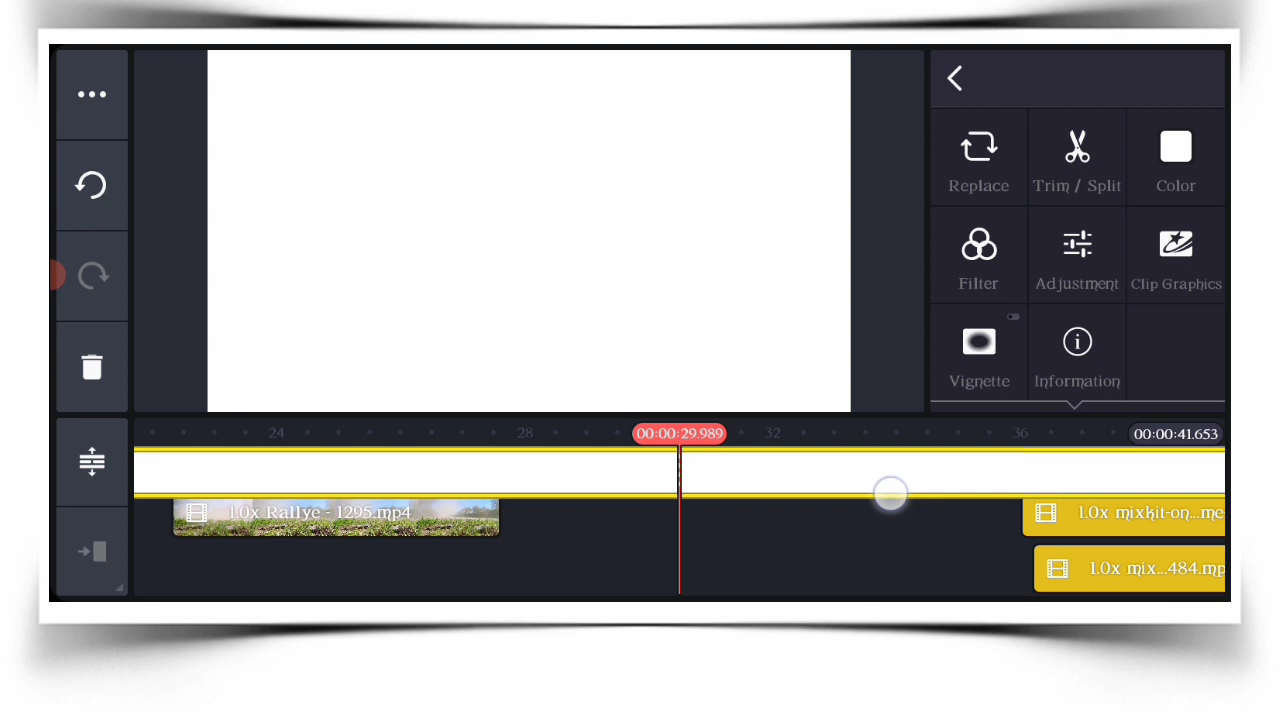 Replace Trim / Split Color
Filter Adjustment Clip Graphics
Vignette Information
24 28 00:00:29.989 32 36 00:00:41.653
1.0x Rallye - 1295.mp4 1.0x mixkit-on...me-
1.0x mix...484.mp